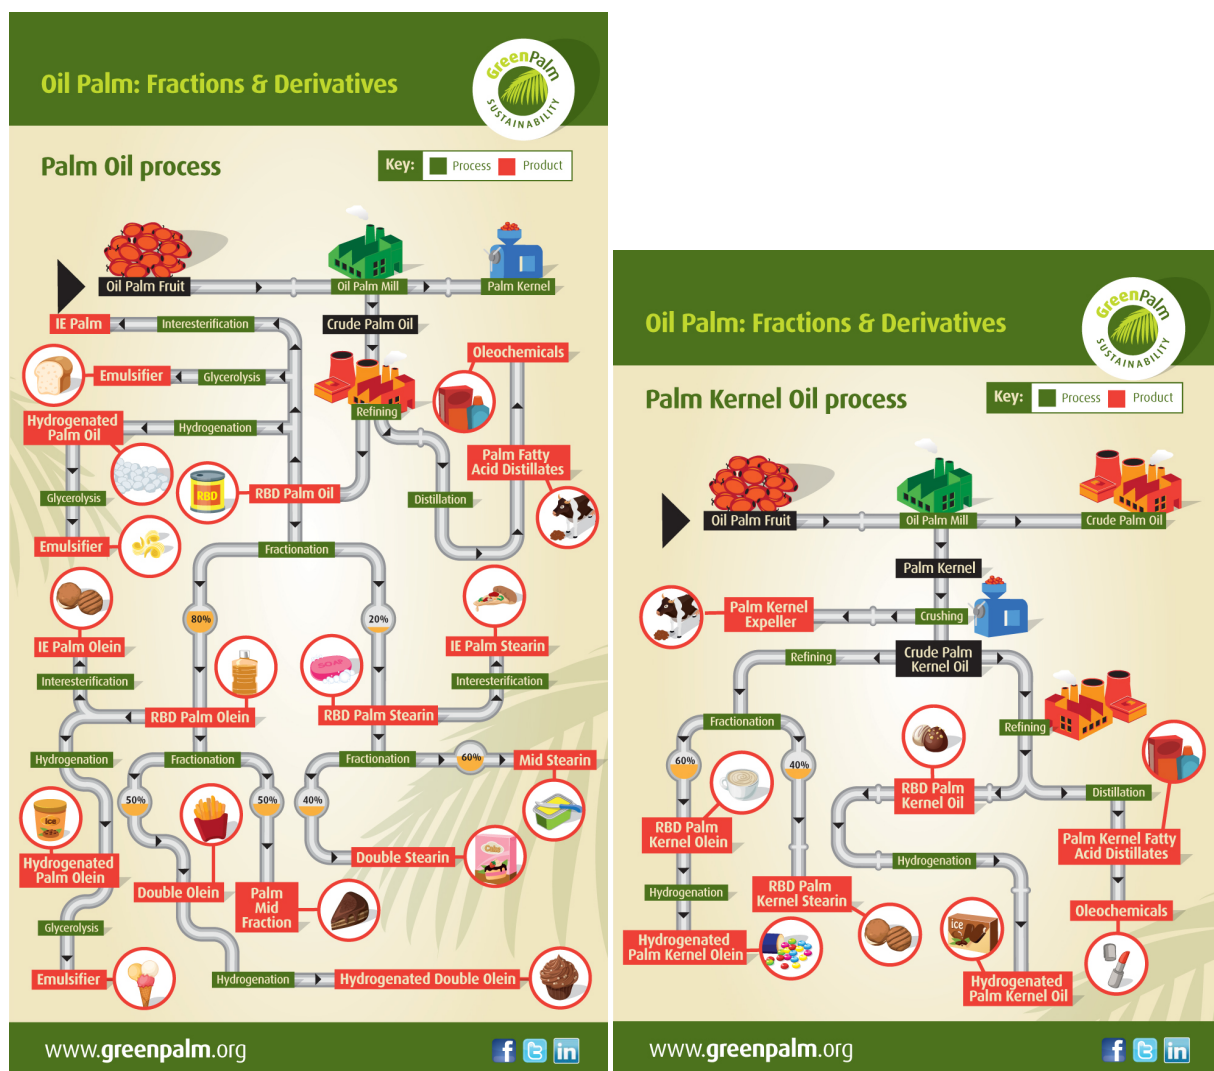 Oil Palm: Fractions & Derivatives
GreenPalm
SUSTAINABILITY
Palm Oil process
Key:
Process
Product
Oil Palm Fruit
Oil Palm Mill
Palm Kernel
IE Palm
Interesterification
Crude Palm Oil
Oleochemicals
Emulsifier
Glycerolysis
Refining
Hydrogenated
Palm Oil
Hydrogenation
Palm Fatty
Acid Distillates
RBD
RBD Palm Oil
Glycerolysis
Distillation
Emulsifier
Fractionation
80%
20%
IE Palm Olein
SOAP
IE Palm Stearin
Interesterification
Interesterification
RBD Palm Olein
RBD Palm Stearin
Hydrogenation
Fractionation
Fractionation
60%
Mid Stearin
50%
50%
40%
Ice
Hydrogenated
Palm Olein
Double Stearin
Cake
Double Olein
Palm
Mid
Fraction
Glycerolysis
Emulsifier
Hydrogenation
Hydrogenated Double Olein
www.greenpalm.org
f
t
in
Oil Palm: Fractions & Derivatives
GreenPalm
SUSTAINABILITY
Palm Kernel Oil process
Key:
Process
Product
Oil Palm Fruit
Oil Palm Mill
Crude Palm Oil
Palm Kernel
Palm Kernel
Expeller
Crushing
Refining
Crude Palm
Kernel Oil
Fractionation
Refining
60%
40%
RBD Palm
Kernel Oil
Distillation
RBD Palm
Kernel Olein
Palm Kernel Fatty
Acid Distillates
Hydrogenation
Hydrogenation
RBD Palm
Kernel Stearin
Oleochemicals
ice
Hydrogenated
Palm Kernel Olein
Hydrogenated
Palm Kernel Oil
www.greenpalm.org
f
t
in